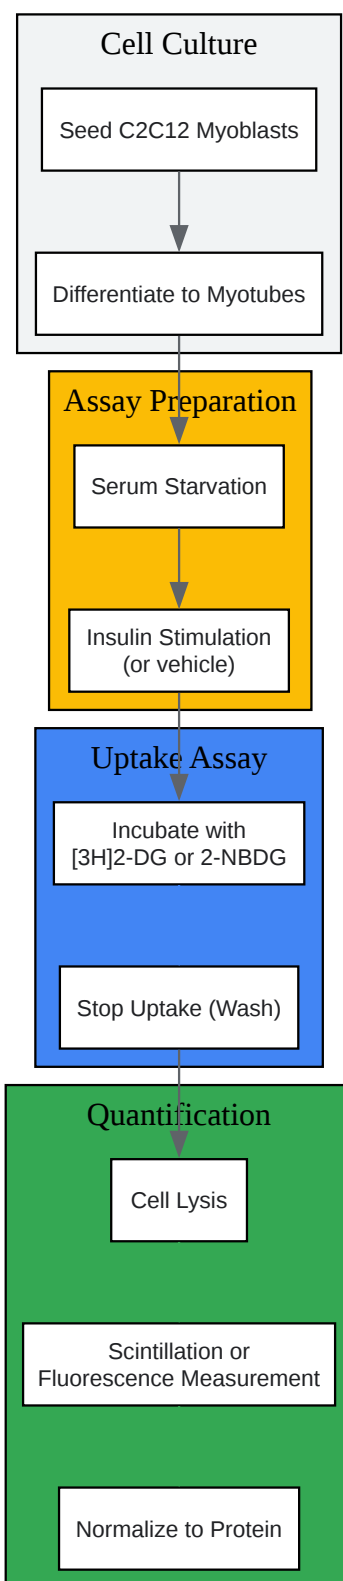 Cell Culture
Seed C2C12 Myoblasts
Differentiate to Myotubes
Assay Preparation
Serum Starvation
Insulin Stimulation
(or vehicle)
Uptake Assay
Incubate with
[3H]2-DG or 2-NBDG
Stop Uptake (Wash)
Quantification
Cell Lysis
Scintillation or
Fluorescence Measurement
Normalize to Protein